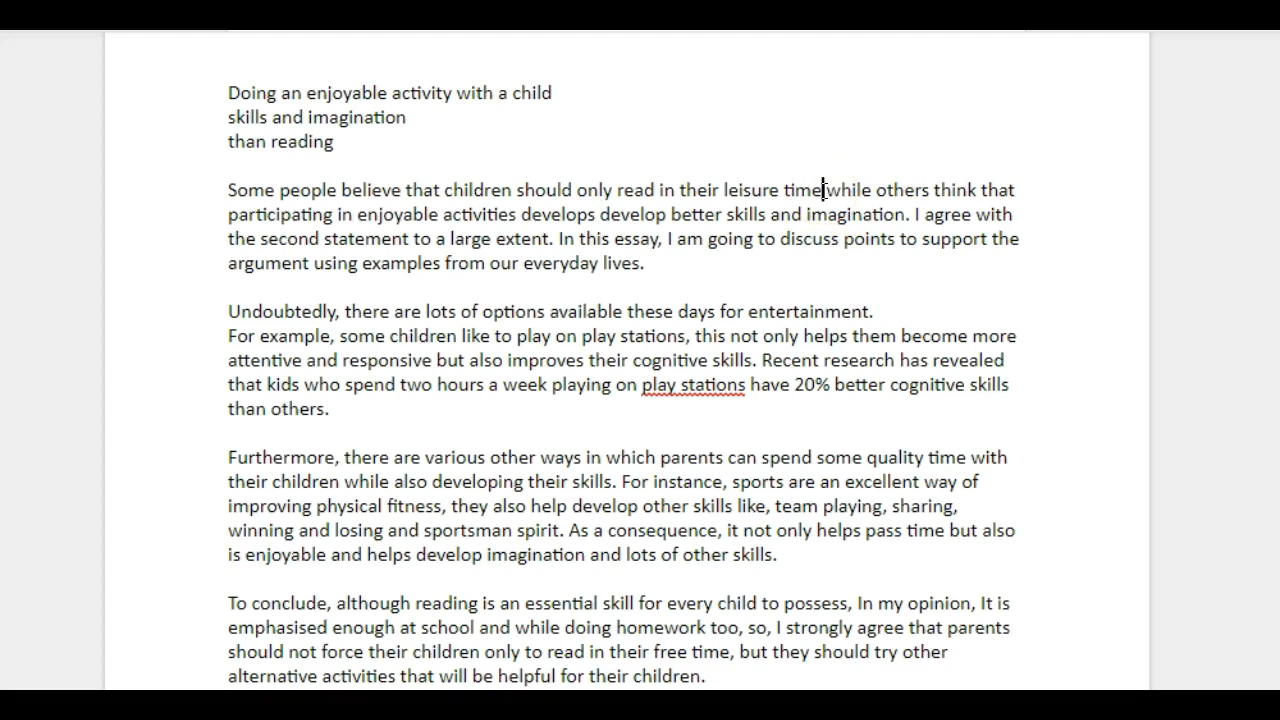 Doing an enjoyable activity with a child
skills and imagination
than reading
Some people believe that children should only read in their leisure time while others think that
participating in enjoyable activities develops develop better skills and imagination. I agree with
the second statement to a large extent. In this essay, I am going to discuss points to support the
argument using examples from our everyday lives.
Undoubtedly, there are lots of options available these days for entertainment.
For example, some children like to play on play stations, this not only helps them become more
attentive and responsive but also improves their cognitive skills. Recent research has revealed
that kids who spend two hours a week playing on play stations have 20% better cognitive skills
than others.
Furthermore, there are various other ways in which parents can spend some quality time with
their children while also developing their skills. For instance, sports are an excellent way of
improving physical fitness, they also help develop other skills like, team playing, sharing,
winning and losing and sportsman spirit. As a consequence, it not only helps pass time but also
is enjoyable and helps develop imagination and lots of other skills.
To conclude, although reading is an essential skill for every child to possess, In my opinion, It is
emphasised enough at school and while doing homework too, so, I strongly agree that parents
should not force their children only to read in their free time, but they should try other
alternative activities that will be helpful for their children.